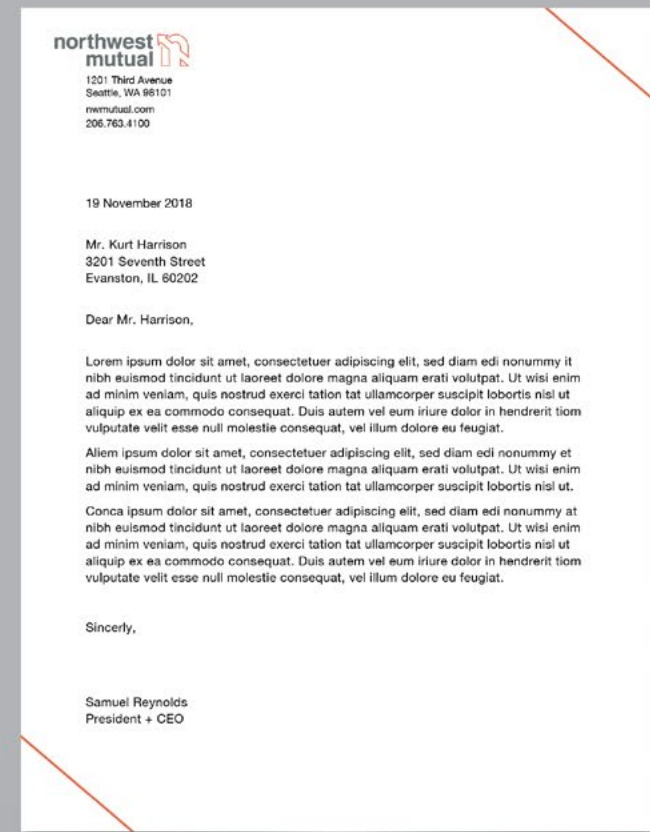 northwest
mutual
1201 Third Avenue
Seattle, WA 98101
nwmutual.com
206.763.4100
19 November 2018
Mr. Kurt Harrison
3201 Seventh Street
Evanston, IL 60202
Dear Mr. Harrison,
Lorem ipsum dolor sit amet, consectetuer adipiscing elit, sed diam edi nonummy it
nibh euismod tincidunt ut laoreet dolore magna aliquam erati volutpat. Ut wisi enim
ad minim veniam, quis nostrud exerci tation tat ullamcorper suscipit lobortis nisl ut
aliquip ex ea commodo consequat. Duis autem vel eum iriure dolor in hendrerit tiom
vulputate velit esse null molestie consequat, vel illum dolore eu feugiat.
Aliem ipsum dolor sit amet, consectetuer adipiscing elit, sed diam edi nonummy et
nibh euismod tincidunt ut laoreet dolore magna aliquam erati volutpat. Ut wisi enim
ad minim veniam, quis nostrud exerci tation tat ullamcorper suscipit lobortis nisl ut.
Conca ipsum dolor sit amet, consectetuer adipiscing elit, sed diam edi nonummy at
nibh euismod tincidunt ut laoreet dolore magna aliquam erati volutpat. Ut wisi enim
ad minim veniam, quis nostrud exerci tation tat ullamcorper suscipit lobortis nisl ut
aliquip ex ea commodo consequat. Duis autem vel eum iriure dolor in hendrerit tiom
vulputate velit esse null molestie consequat, vel illum dolore eu feugiat.
Sincerly,
Samuel Reynolds
President + CEO